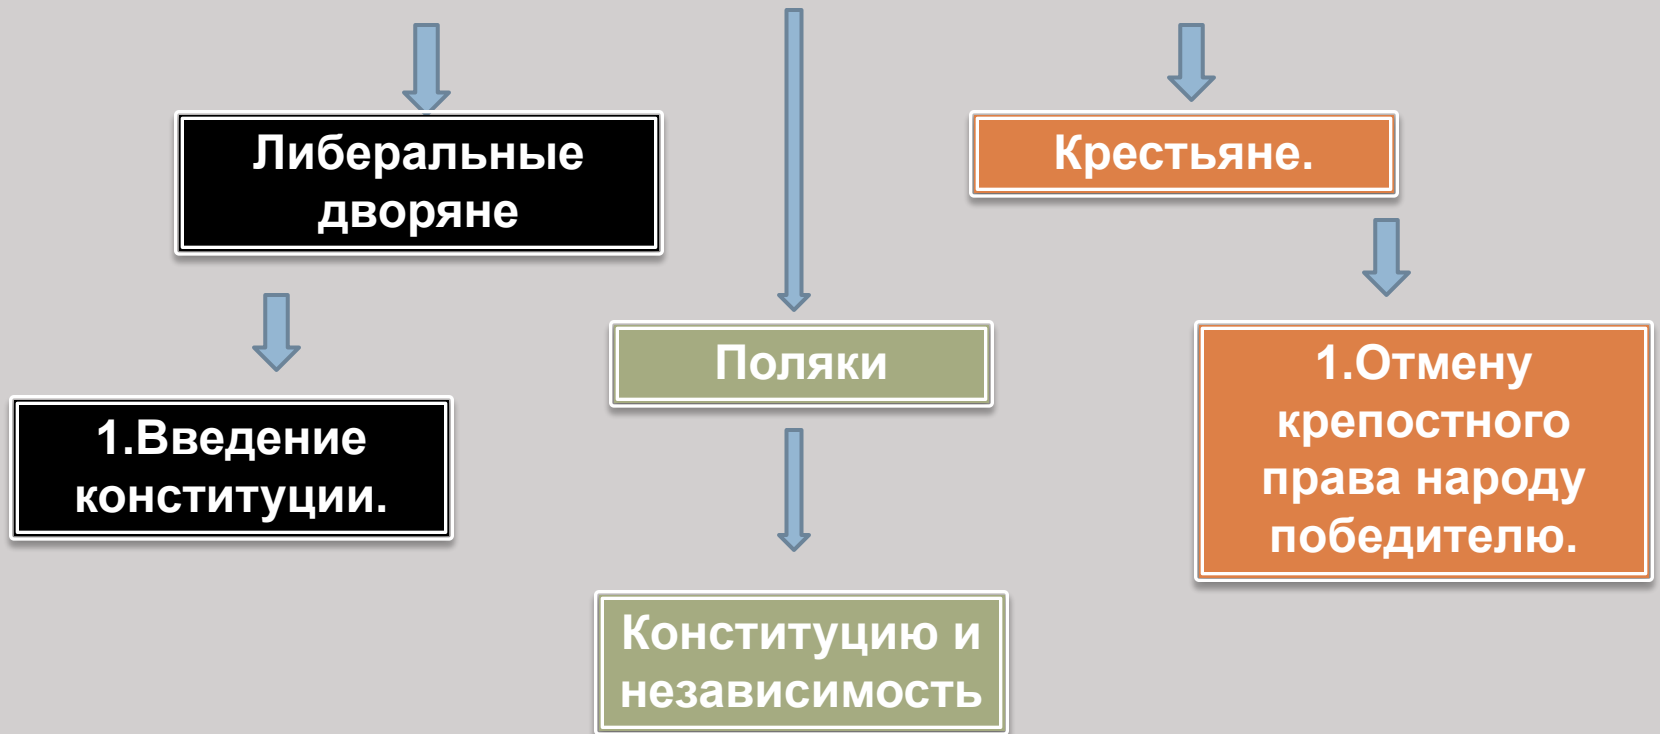 Либеральные
дворяне
Крестьяне.
Поляки
1.Введение
конституции.
1.Отмену
крепостного
права народу
победителю.
Конституцию и
независимость